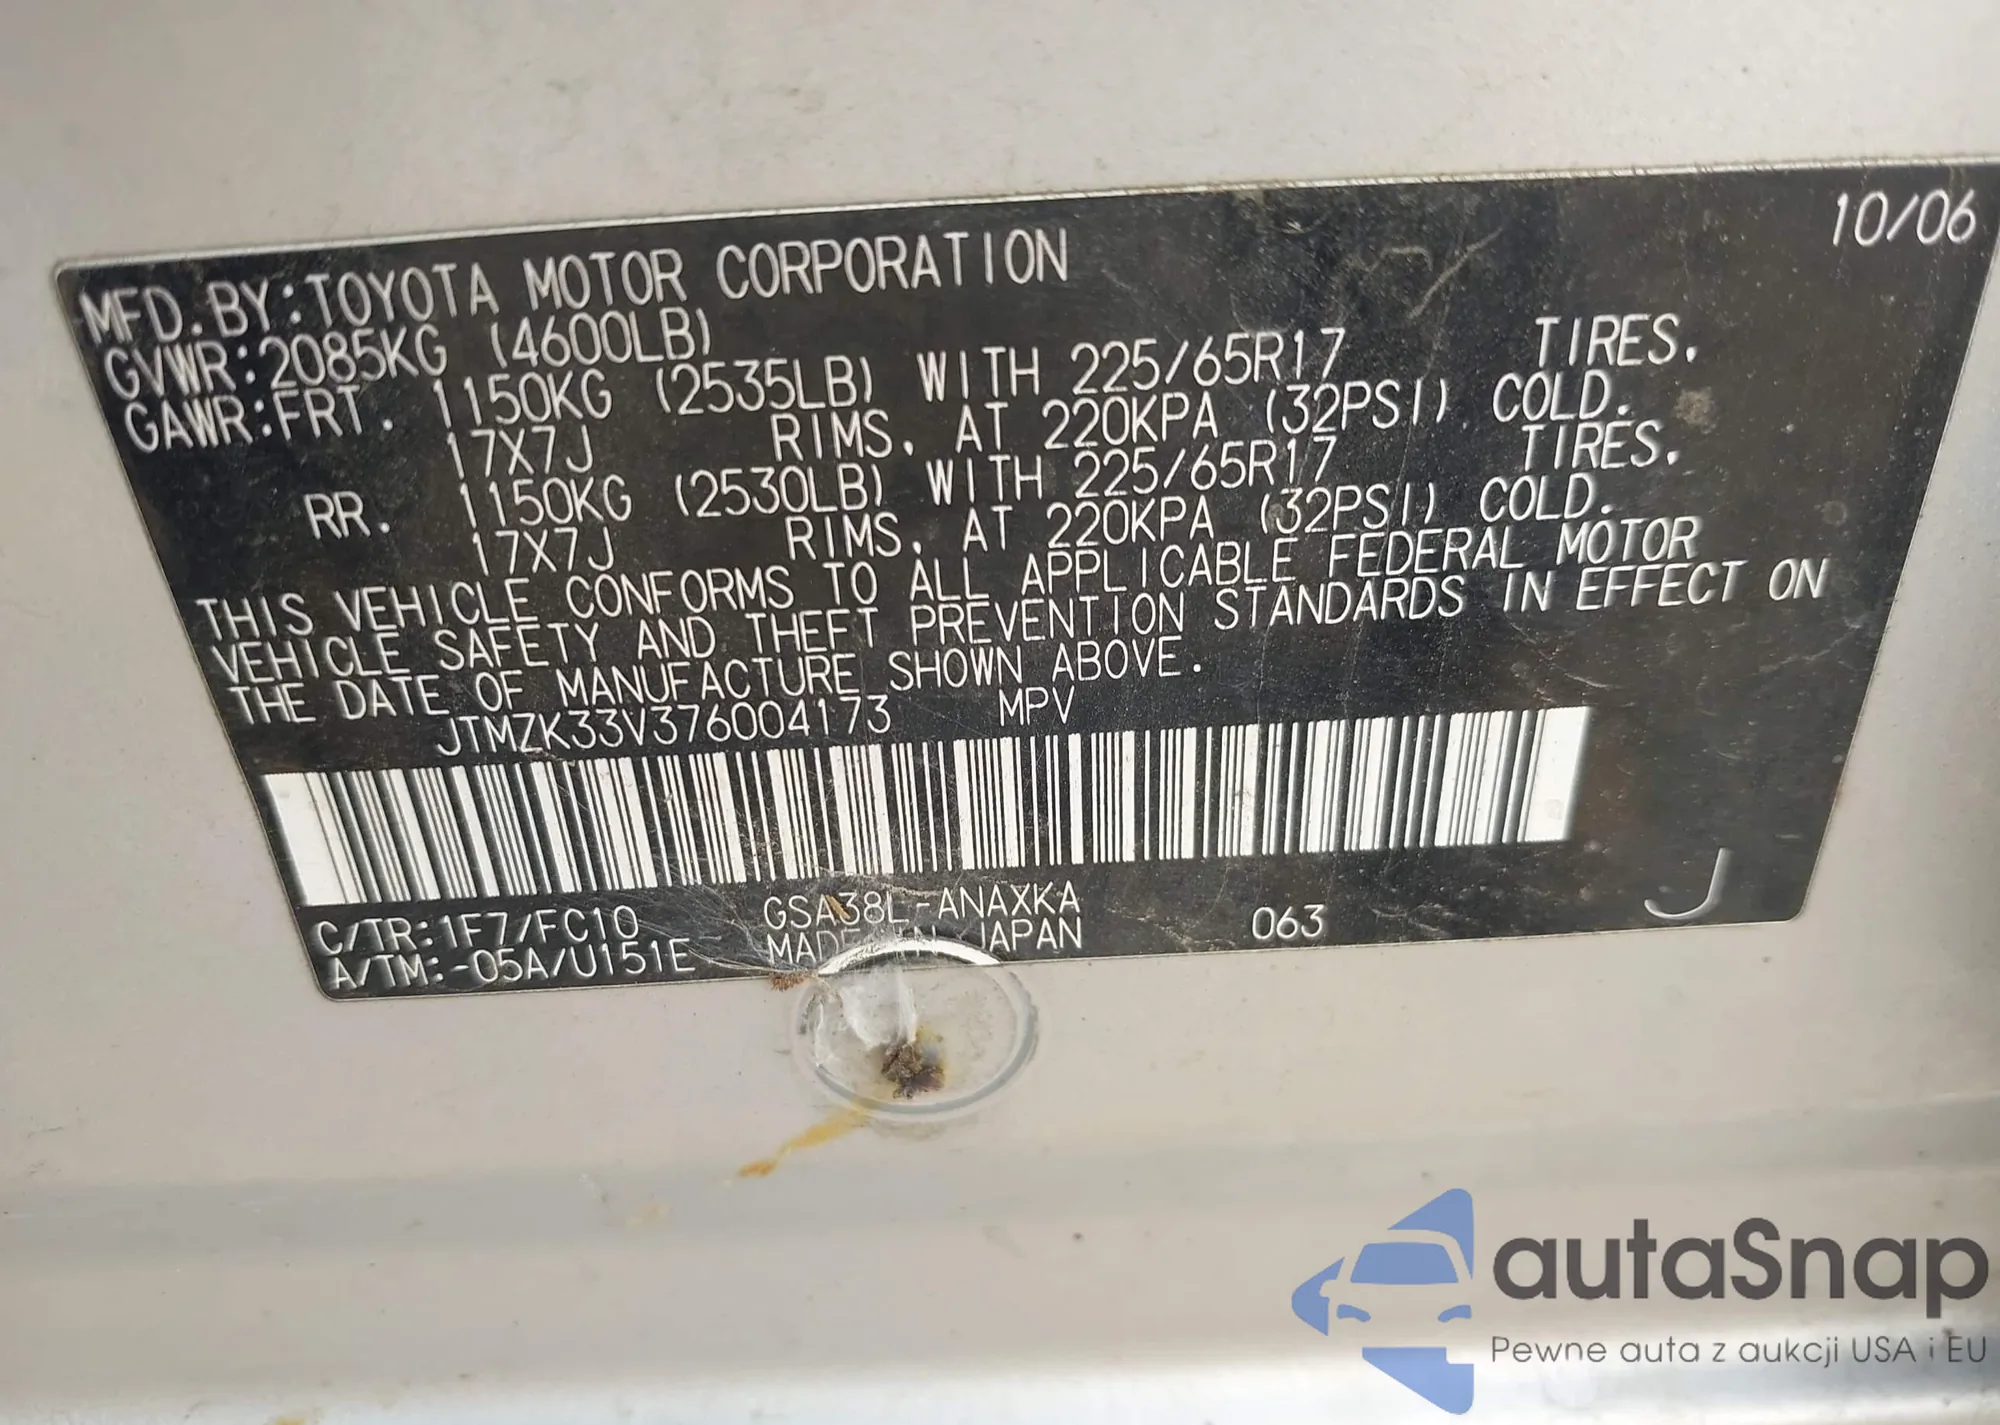 10/06
MFD. BY: TOYOTA MOTOR CORPORATION
GVWR: 2085KG (4600LB)
GAWR: FRT. 1150KG (2535LB) WITH 225/65R17 TIRES.
17X7J RIMS, AT 220KPA (32PSI) COLD.
RR. 1150KG (2530LB) WITH 225/65R17 TIRES.
17X7J RIMS, AT 220KPA (32PSI) COLD.
THIS VEHICLE CONFORMS TO ALL APPLICABLE FEDERAL MOTOR
VEHICLE SAFETY AND THEFT PREVENTION STANDARDS IN EFFECT ON
THE DATE OF MANUFACTURE SHOWN ABOVE.
JTMZK33V376004173 MPV
C/TR: 1F7/FC10 GSA38L-ANAXKA 063 J
A/TM: -05A/U151E MADE IN JAPAN
autaSnap
Pewne auta z aukcji USA i EU